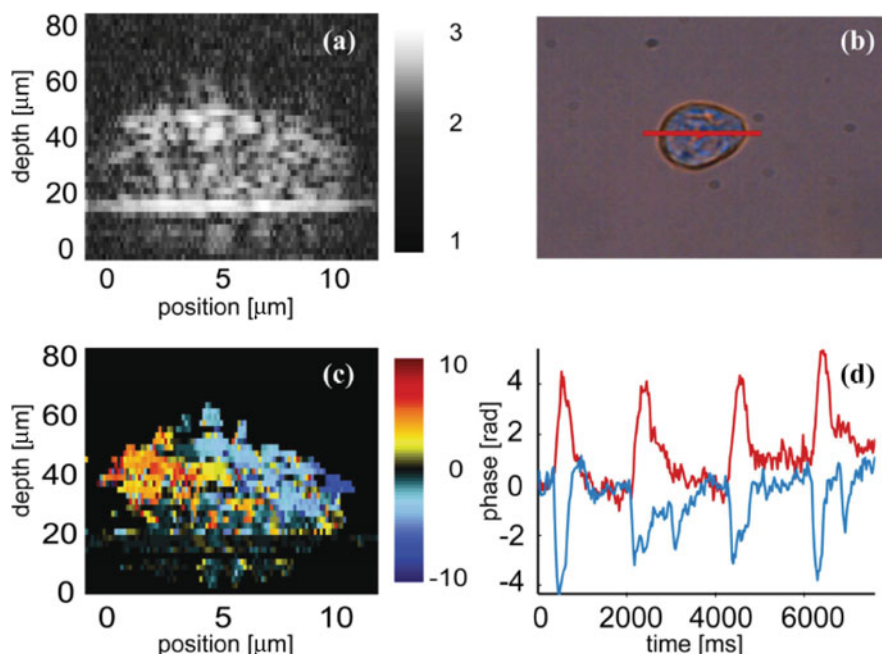 (a)
80
60
40
20
0
depth [μm]
0 5 10
position [μm]
3
2
1
(b)
(c)
80
60
40
20
0
depth [μm]
0 5 10
position [μm]
10
0
-10
(d)
4
2
0
-2
-4
phase [rad]
0 2000 4000 6000
time [ms]